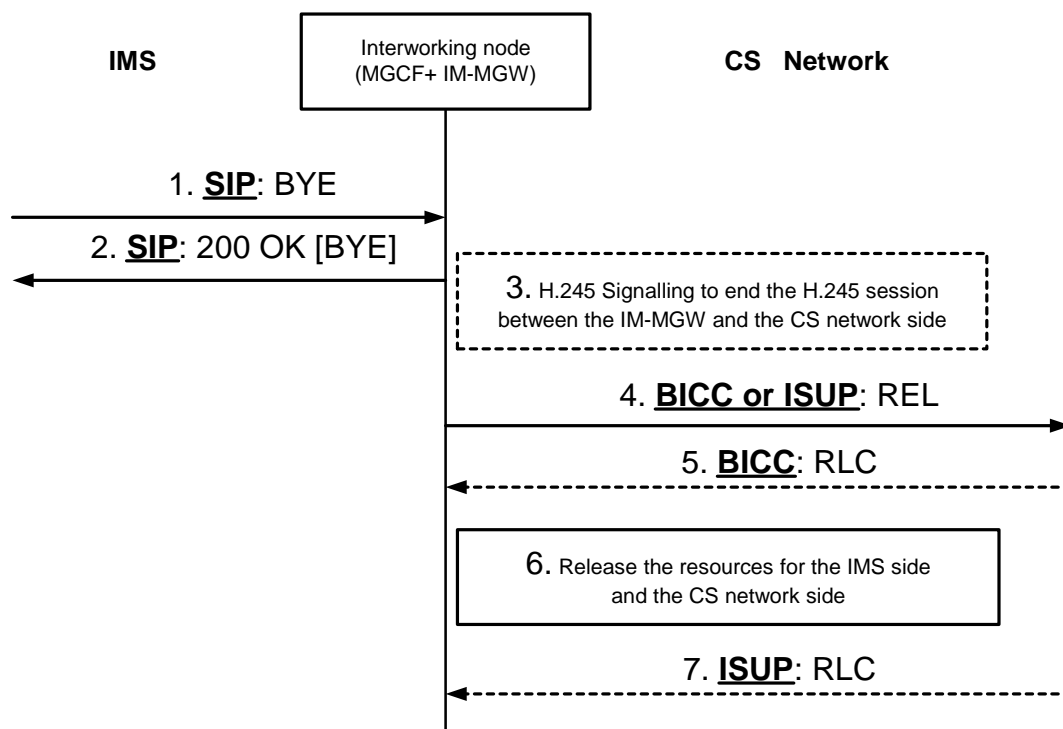 IMS
Interworking node
(MGCF+ IM-MGW)
CS Network
1. SIP: BYE
2. SIP: 200 OK [BYE]
3. H.245 Signalling to end the H.245 session
between the IM-MGW and the CS network side
4. BICC or ISUP: REL
5. BICC: RLC
6. Release the resources for the IMS side
and the CS network side
7. ISUP: RLC